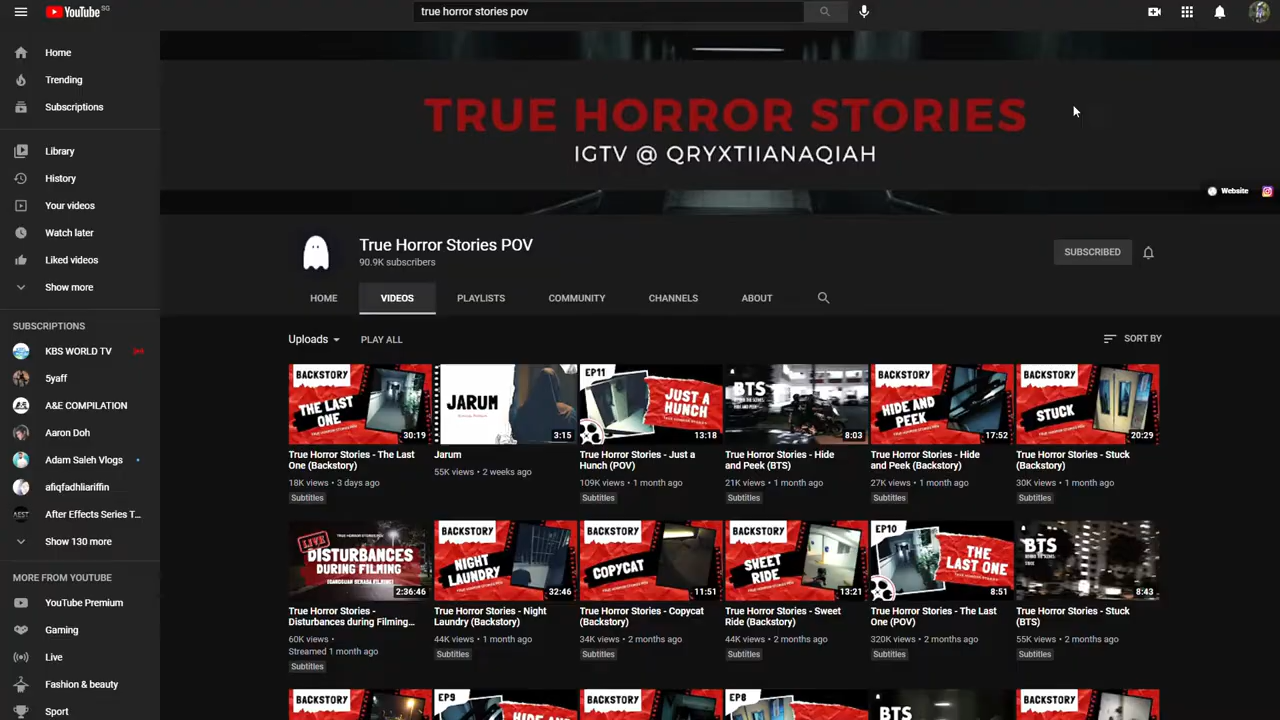 YouTube SG
true horror stories pov
Home
Trending
Subscriptions
Library
History
Your videos
Watch later
Liked videos
Show more
SUBSCRIPTIONS
KBS WORLD TV
5yaff
A&E COMPILATION
Aaron Doh
Adam Saleh Vlogs
afiqfadhliariffin
After Effects Series T...
Show 130 more
MORE FROM YOUTUBE
YouTube Premium
Gaming
Live
Fashion & beauty
Sport
TRUE HORROR STORIES
IGTV @ QRYXTIIANAQIAH
Website
True Horror Stories POV
90.9K subscribers
SUBSCRIBED
HOME VIDEOS PLAYLISTS COMMUNITY CHANNELS ABOUT
Uploads PLAY ALL SORT BY
BACKSTORY
THE LAST
ONE
30:19
True Horror Stories - The Last
One (Backstory)
18K views • 3 days ago
Subtitles
JARUM
3:15
Jarum
55K views • 2 weeks ago
EP11
JUST A
HUNCH
13:18
True Horror Stories - Just a
Hunch (POV)
109K views • 1 month ago
Subtitles
BTS
8:03
True Horror Stories - Hide
and Peek (BTS)
21K views • 1 month ago
Subtitles
BACKSTORY
HIDE AND
PEEK
17:52
True Horror Stories - Hide
and Peek (Backstory)
27K views • 1 month ago
Subtitles
BACKSTORY
STUCK
20:29
True Horror Stories - Stuck
(Backstory)
30K views • 1 month ago
Subtitles
LIVE
DISTURBANCES
DURING FILMING
2:36:46
True Horror Stories -
Disturbances during Filming...
60K views •
Streamed 1 month ago
Subtitles
BACKSTORY
NIGHT
LAUNDRY
32:46
True Horror Stories - Night
Laundry (Backstory)
44K views • 1 month ago
Subtitles
BACKSTORY
COPYCAT
11:51
True Horror Stories - Copycat
(Backstory)
34K views • 2 months ago
Subtitles
BACKSTORY
SWEET
RIDE
13:21
True Horror Stories - Sweet
Ride (Backstory)
44K views • 2 months ago
Subtitles
EP10
THE
LAST ONE
8:51
True Horror Stories - The Last
One (POV)
320K views • 2 months ago
Subtitles
BTS
8:43
True Horror Stories - Stuck
(BTS)
55K views • 2 months ago
Subtitles
BACKSTORY
EP9
BACKSTORY
EP8
BTS
BACKSTORY